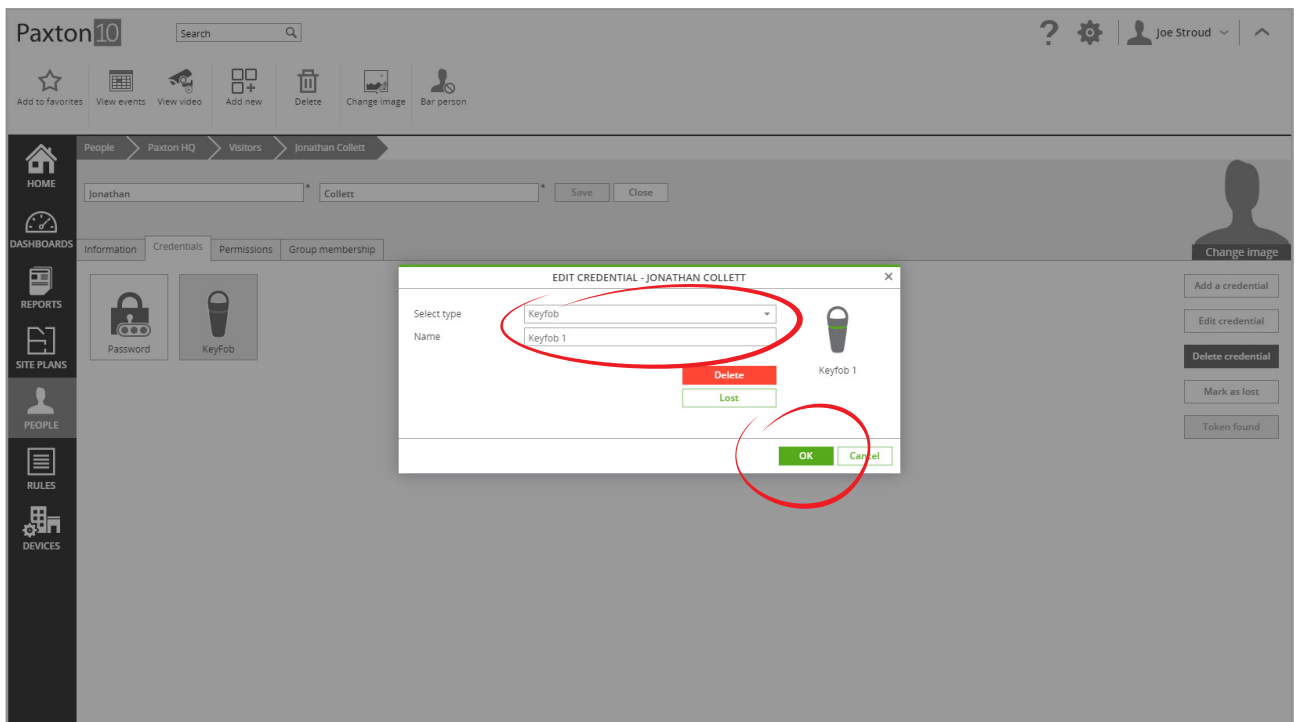 Paxton10
Search
Joe Stroud
Add to favorites View events View video Add new Delete Change image Bar person
People Paxton HQ Visitors Jonathan Collett
HOME
Jonathan * Collett * Save Close
DASHBOARDS
Information Credentials Permissions Group membership
Change image
EDIT CREDENTIAL - JONATHAN COLLETT
REPORTS
Add a credential
Select type Keyfob
Edit credential
Name Keyfob 1
Password KeyFob
SITE PLANS
Delete credential
Delete
Keyfob 1
Mark as lost
Lost
PEOPLE
Token found
OK Cancel
RULES
DEVICES